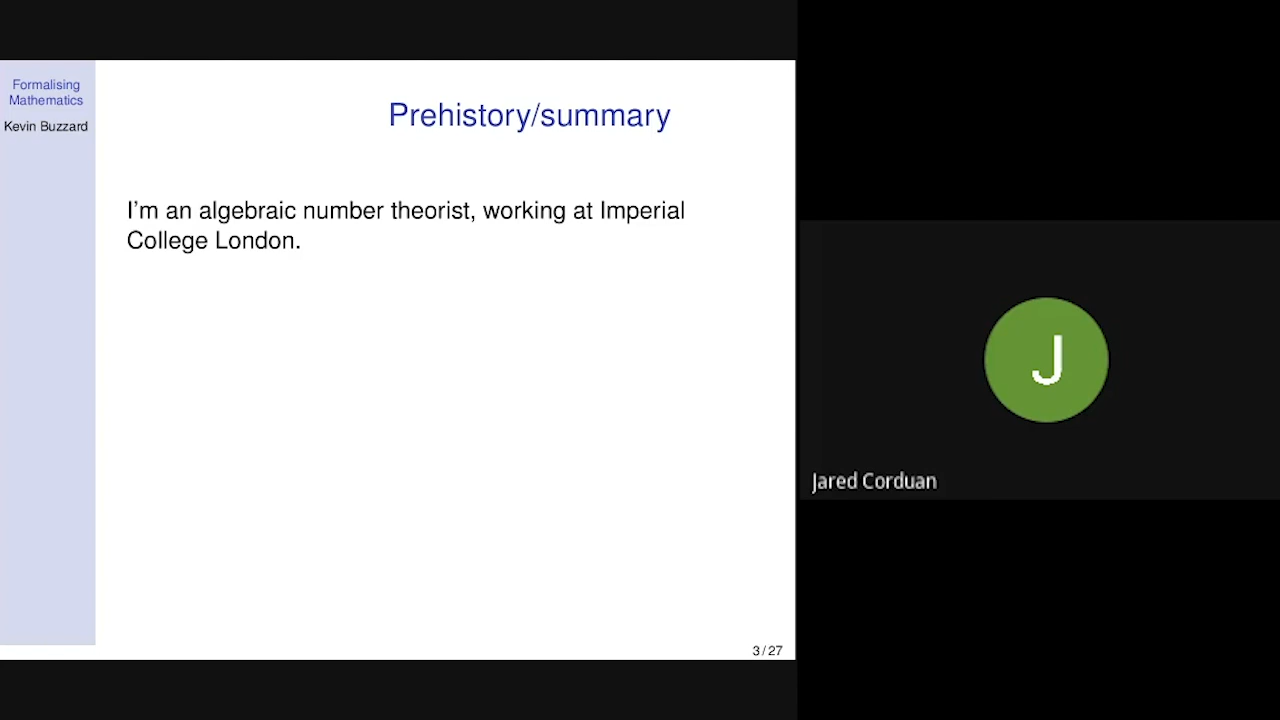 Formalising
Mathematics
Kevin Buzzard
Prehistory/summary
I'm an algebraic number theorist, working at Imperial
College London.
3 / 27
J
Jared Corduan